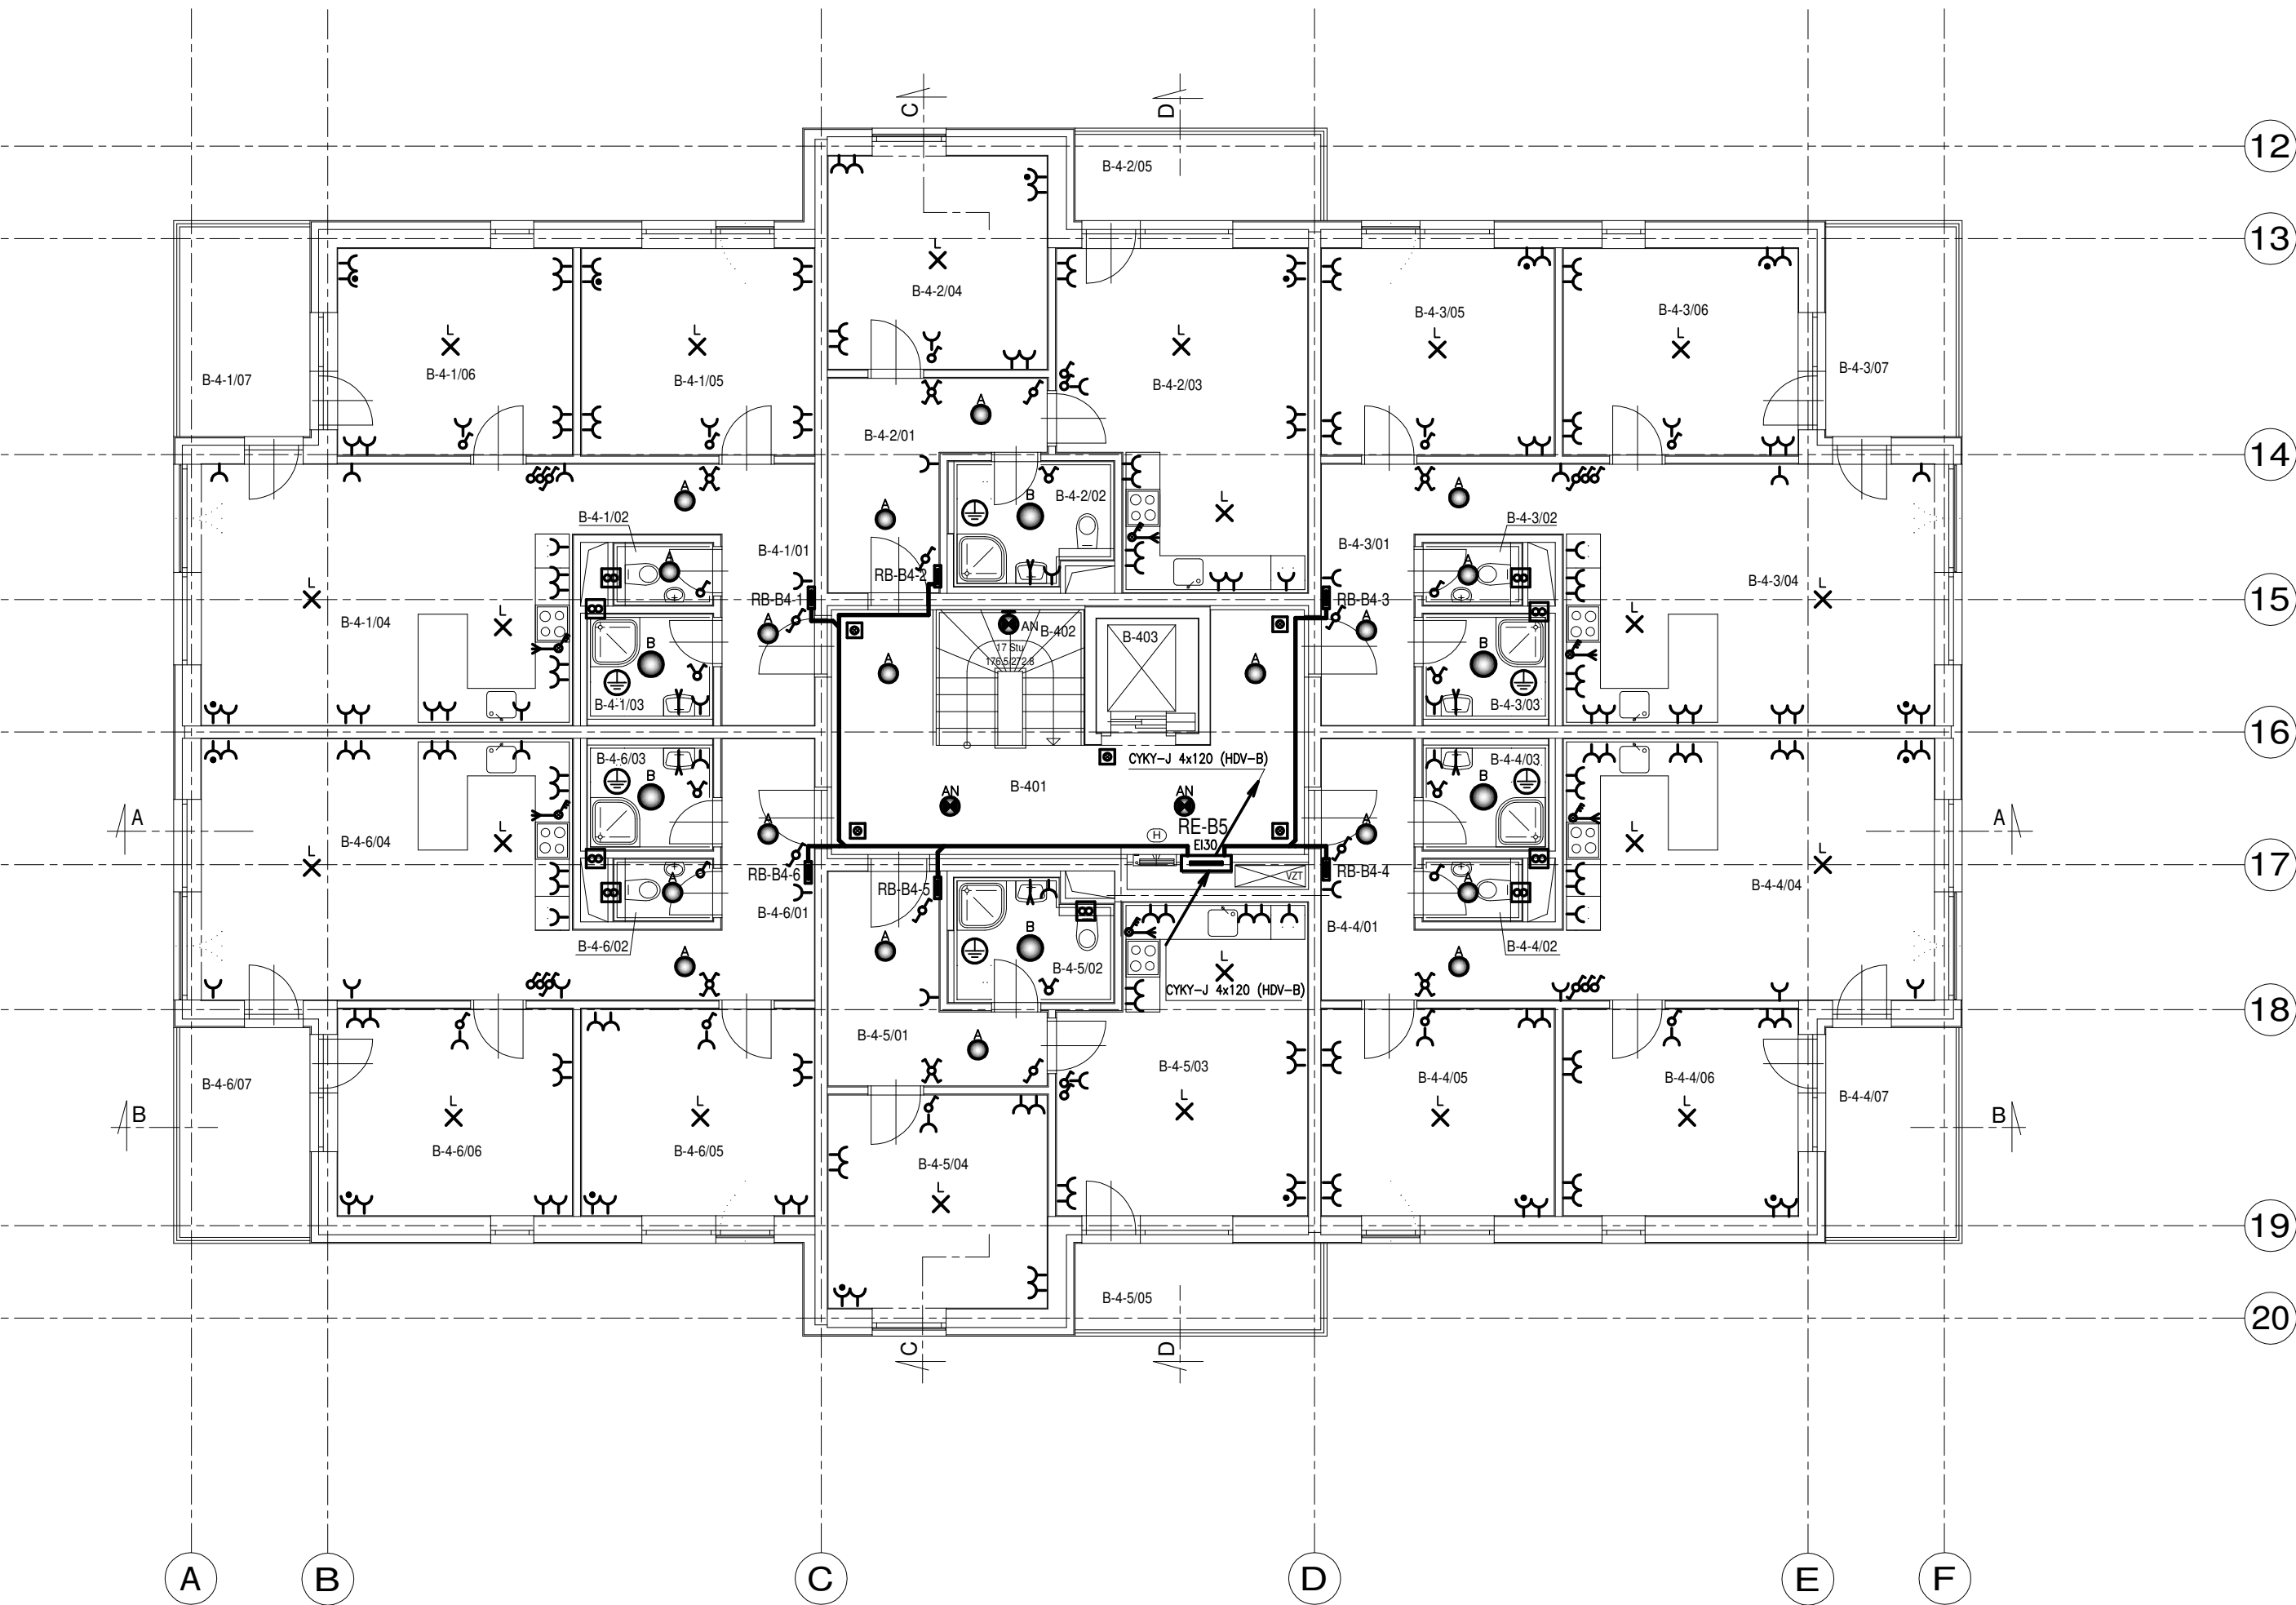 C
D
12
B-4-2/05
13
L
B-4-2/04
B-4-3/05
L
B-4-3/06
L
L
B-4-1/06
L
B-4-1/05
L
B-4-2/03
B-4-3/07
B-4-1/07
A
B-4-2/01
14
A
A
B
B-4-2/02
L
A
B-4-1/02
B-4-3/02
B-4-1/01
B-4-3/01
A
RB-B4-2
A
B-4-3/04
L
L
RB-B4-1
RB-B4-3
15
B-4-1/04
L
A
AN
B-402
B-403
A
L
17 Stu
176.5/272.8
B
A
A
B
B-4-1/03
B-4-3/03
16
B-4-6/03
B
CYKY-J 4x120 (HDV-B)
B-4-4/03
B
B-401
AN
AN
A
B-4-6/04
L
A
H
RE-B5
EI30
A
L
A
L
L
17
RB-B4-6
RB-B4-5
VZT
RB-B4-4
A
A
B-4-4/04
B-4-6/01
B-4-4/01
B-4-6/02
A
A
B
B-4-5/02
L
A
B-4-4/02
CYKY-J 4x120 (HDV-B)
18
B-4-5/01
A
B-4-6/07
B-4-5/03
L
B-4-4/05
L
B-4-4/06
L
B-4-4/07
B
L
B-4-6/06
L
B-4-6/05
B
B-4-5/04
L
19
B-4-5/05
20
C
D
A
B
C
D
E
F